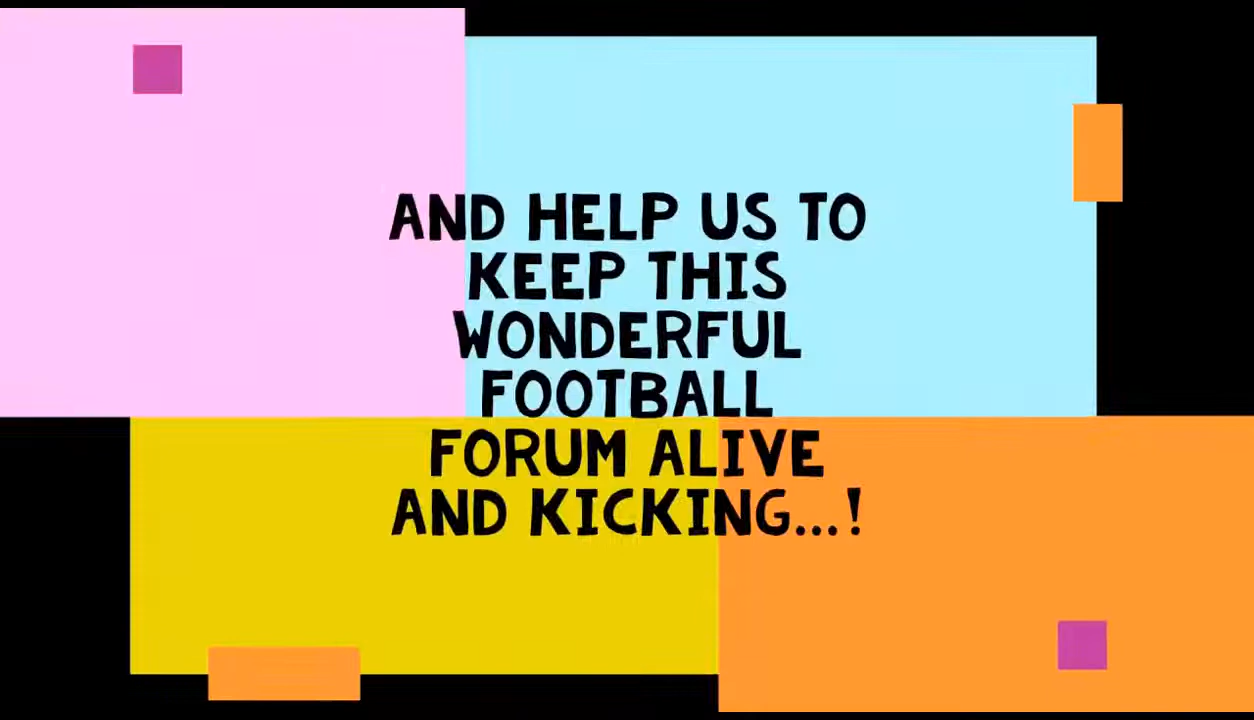 AND HELP US TO
KEEP THIS
WONDERFUL
FOOTBALL
FORUM ALIVE
AND KICKING...!